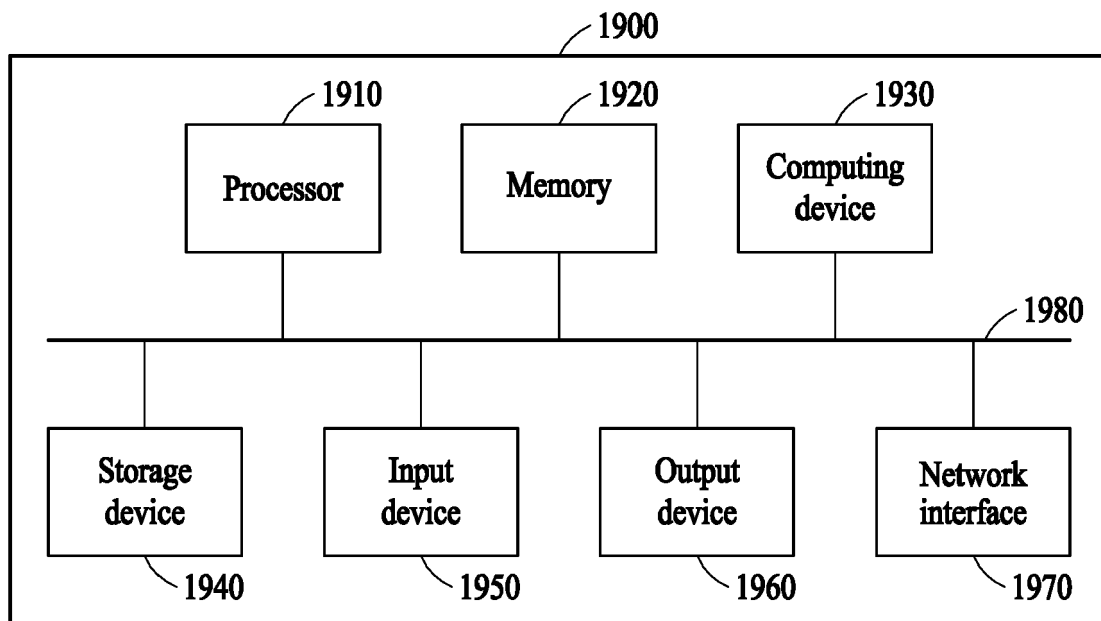 1900
1910
1920
1930
Processor
Memory
Computing
device
1980
Storage
device
Input
device
Output
device
Network
interface
1940
1950
1960
1970